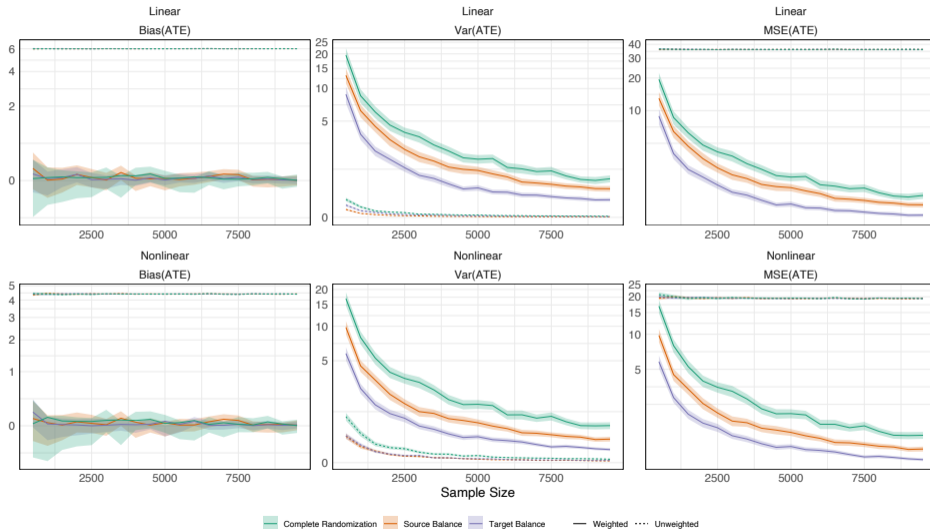 Linear
Linear
Linear
Bias(ATE)
Var(ATE)
MSE(ATE)
6
4
2
0
25
20
15
10
5
0
40
30
20
10
2500
5000
7500
2500
5000
7500
2500
5000
7500
Nonlinear
Nonlinear
Nonlinear
Bias(ATE)
Var(ATE)
MSE(ATE)
5
4
3
2
1
0
20
15
10
5
0
25
20
15
10
5
2500
5000
7500
2500
5000
7500
2500
5000
7500
Sample Size
Complete Randomization
Source Balance
Target Balance
Weighted
Unweighted